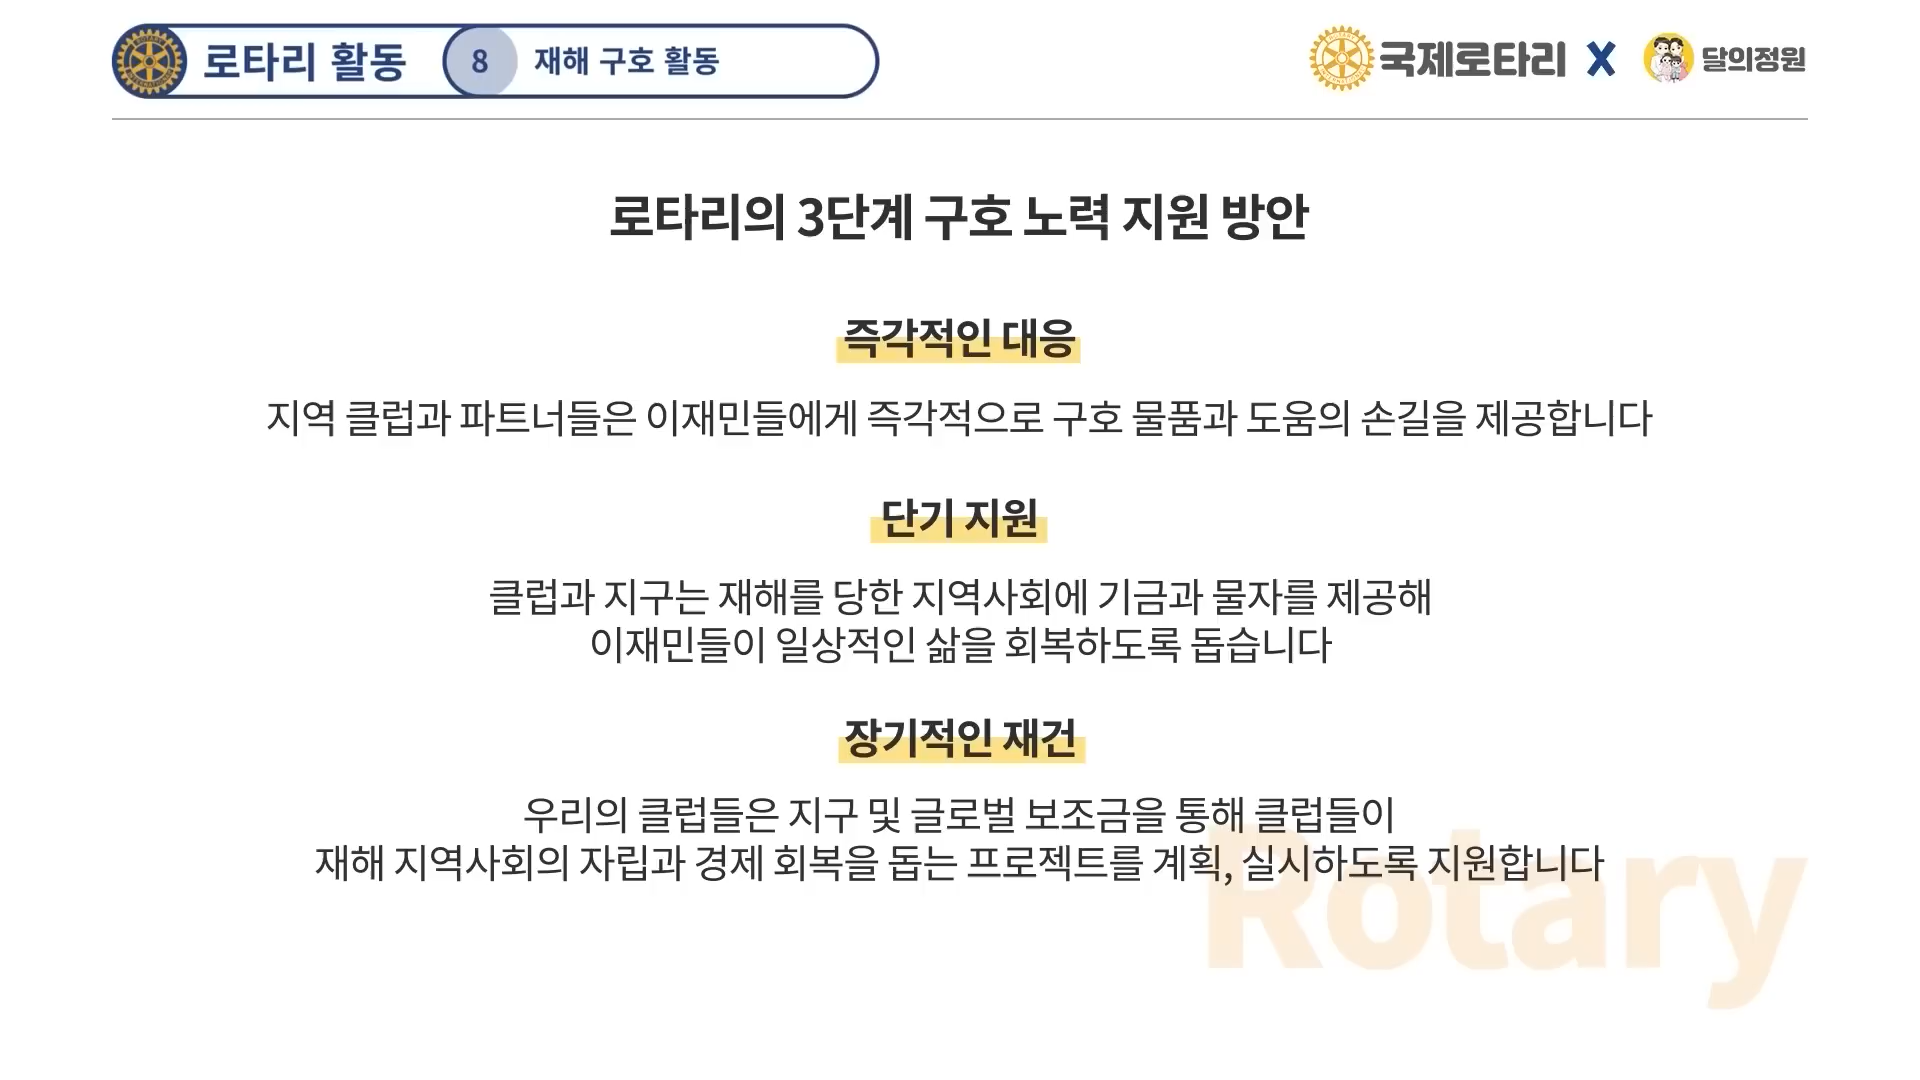 로타리 활동 8 재해 구호 활동
국제로타리 X 달의정원
로타리의 3단계 구호 노력 지원 방안
즉각적인 대응
지역 클럽과 파트너들은 이재민들에게 즉각적으로 구호 물품과 도움의 손길을 제공합니다
단기 지원
클럽과 지구는 재해를 당한 지역사회에 기금과 물자를 제공해
이재민들이 일상적인 삶을 회복하도록 돕습니다
장기적인 재건
우리의 클럽들은 지구 및 글로벌 보조금을 통해 클럽들이
재해 지역사회의 자립과 경제 회복을 돕는 프로젝트를 계획, 실시하도록 지원합니다
Rotary